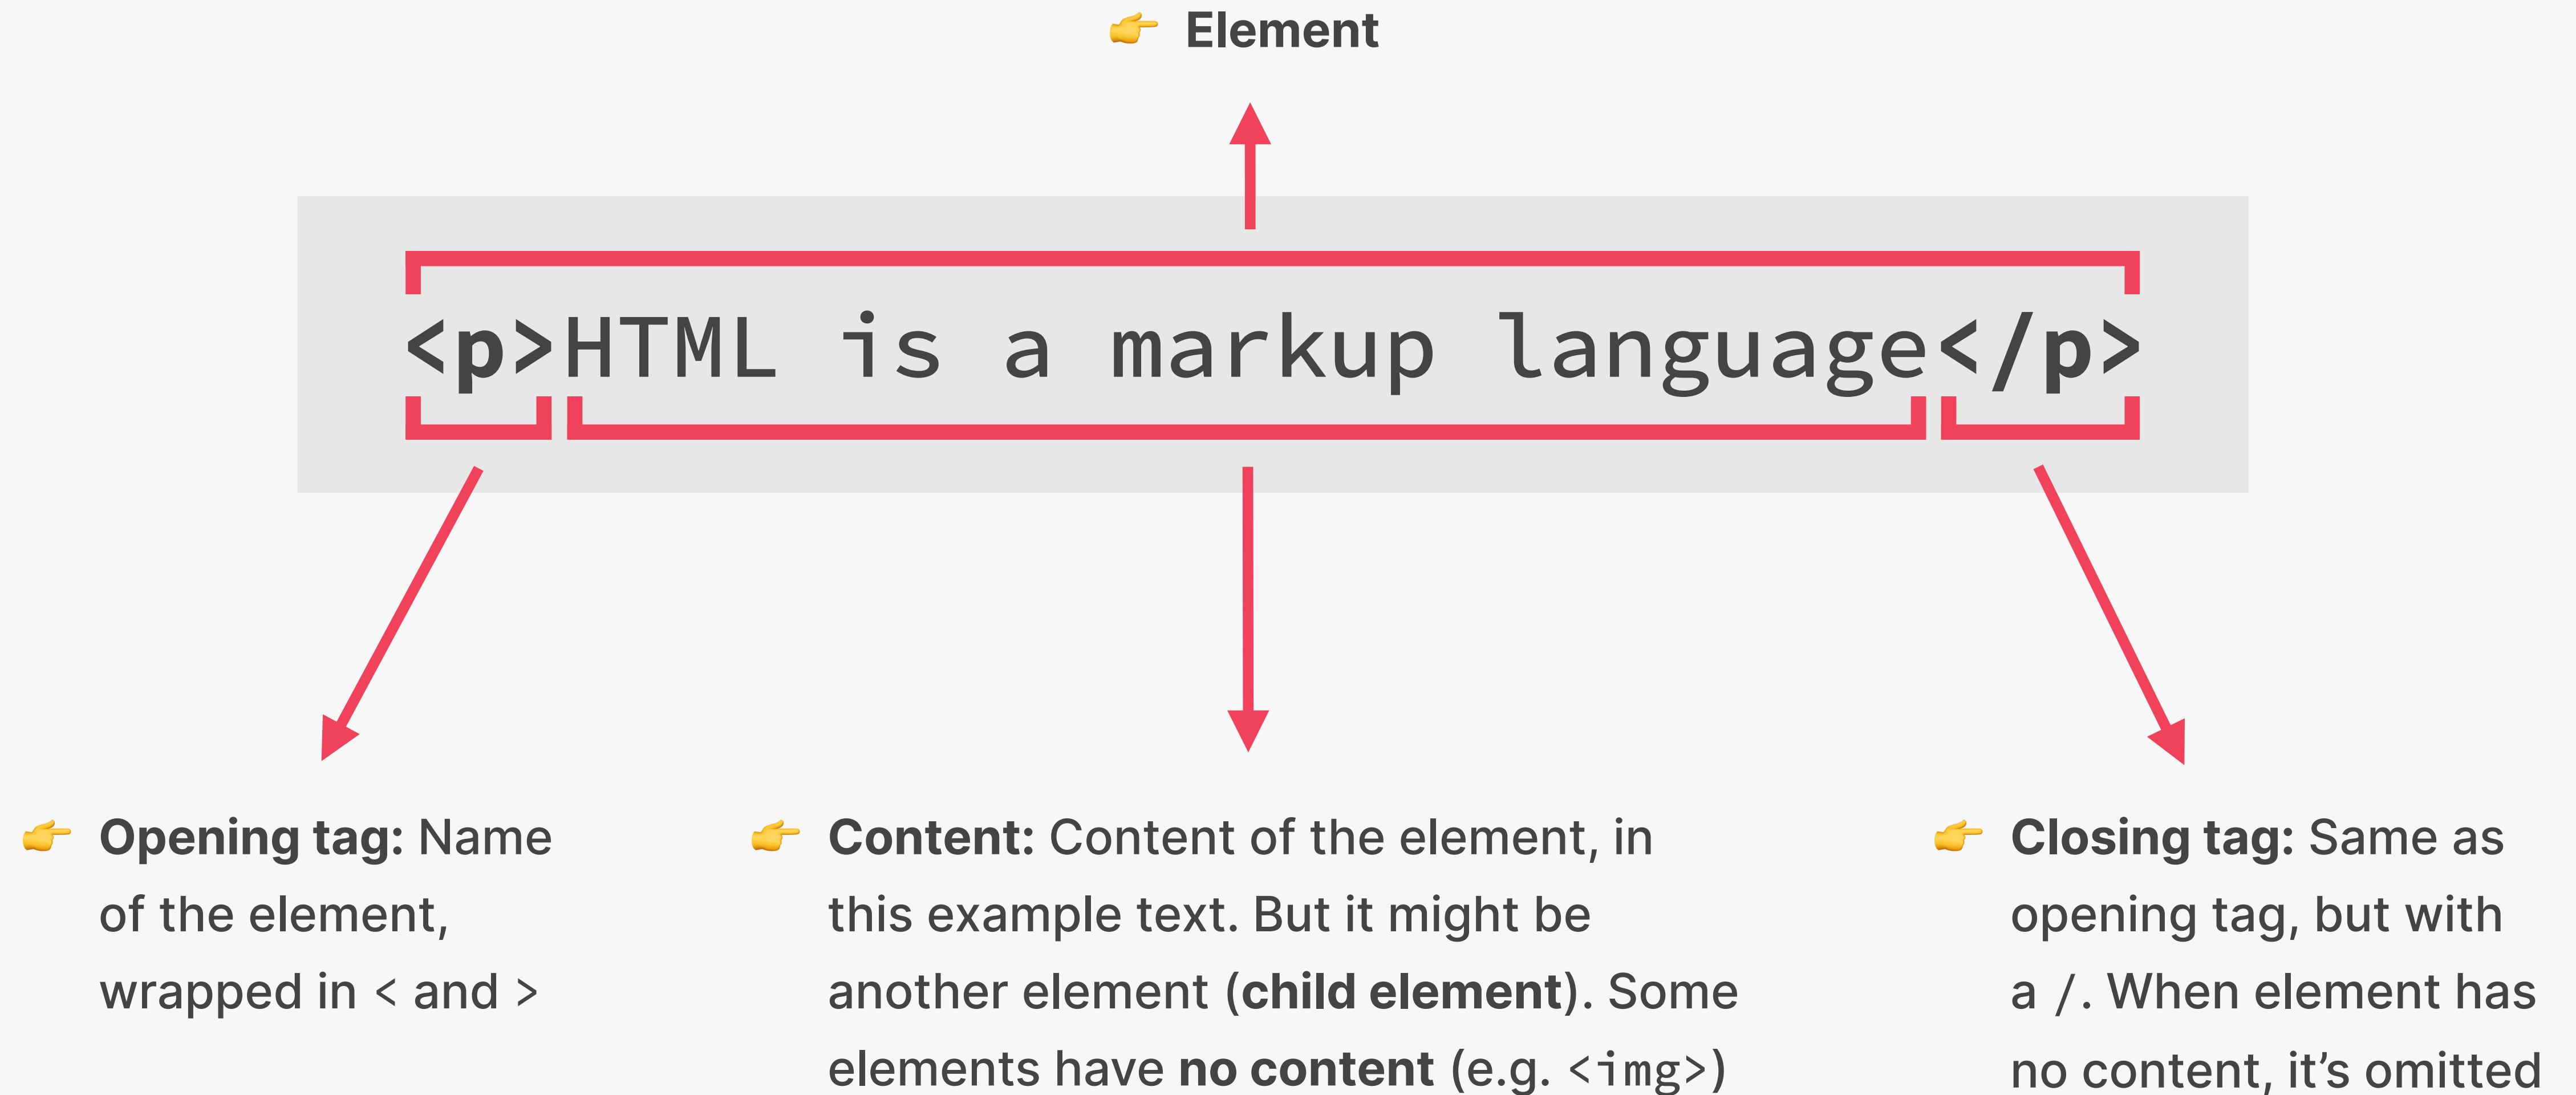 👉 Element
<p>HTML is a markup language</p>
👉 Opening tag: Name
of the element,
wrapped in < and >
👉 Content: Content of the element, in
this example text. But it might be
another element (child element). Some
elements have no content (e.g. <img>)
👉 Closing tag: Same as
opening tag, but with
a /. When element has
no content, it’s omitted